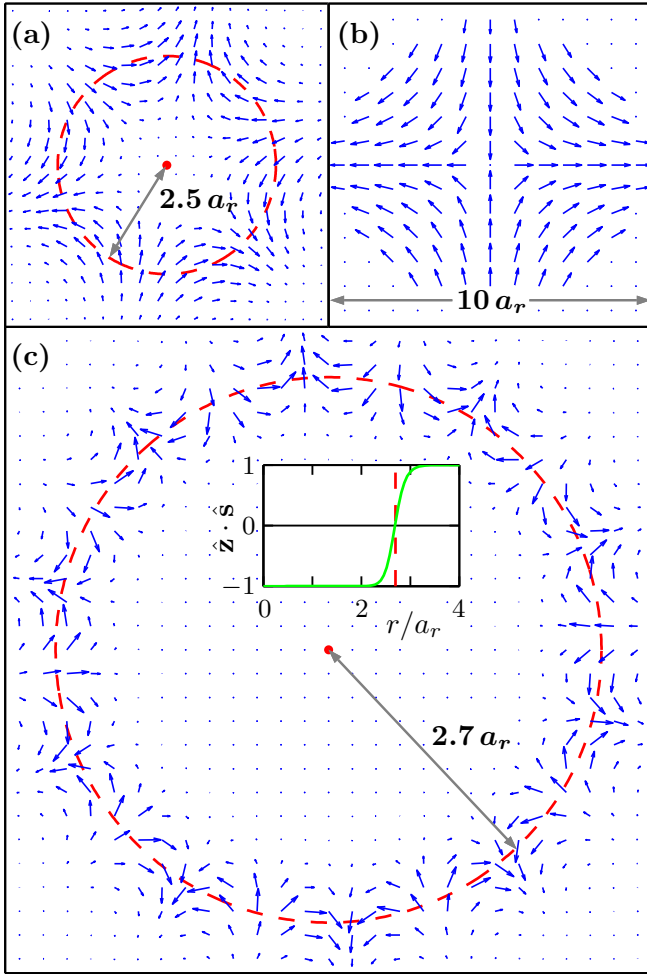 (a)
2.5 a_r
(b)
10 a_r
(c)
1
0
−1
ẑ · ŝ
0
2
4
r/a_r
2.7 a_r